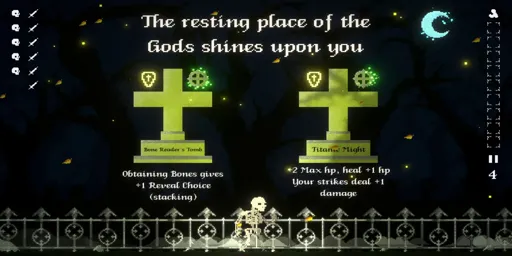 The resting place of the
Gods shines upon you
Bone Reader's Tomb
Titanic Might
Obtaining Bones gives
+1 Reveal Choice
(stacking)
+2 Max hp, heal +1 hp
Your strikes deal +1
damage
4